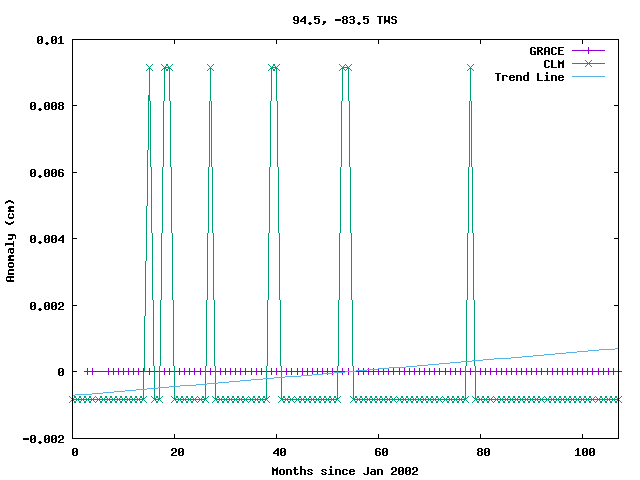 94.5, -83.5 TWS
0.01
GRACE
CLM
Trend Line
0.008
0.006
0.004
0.002
0
-0.002
Anomaly (cm)
0 20 40 60 80 100
Months since Jan 2002